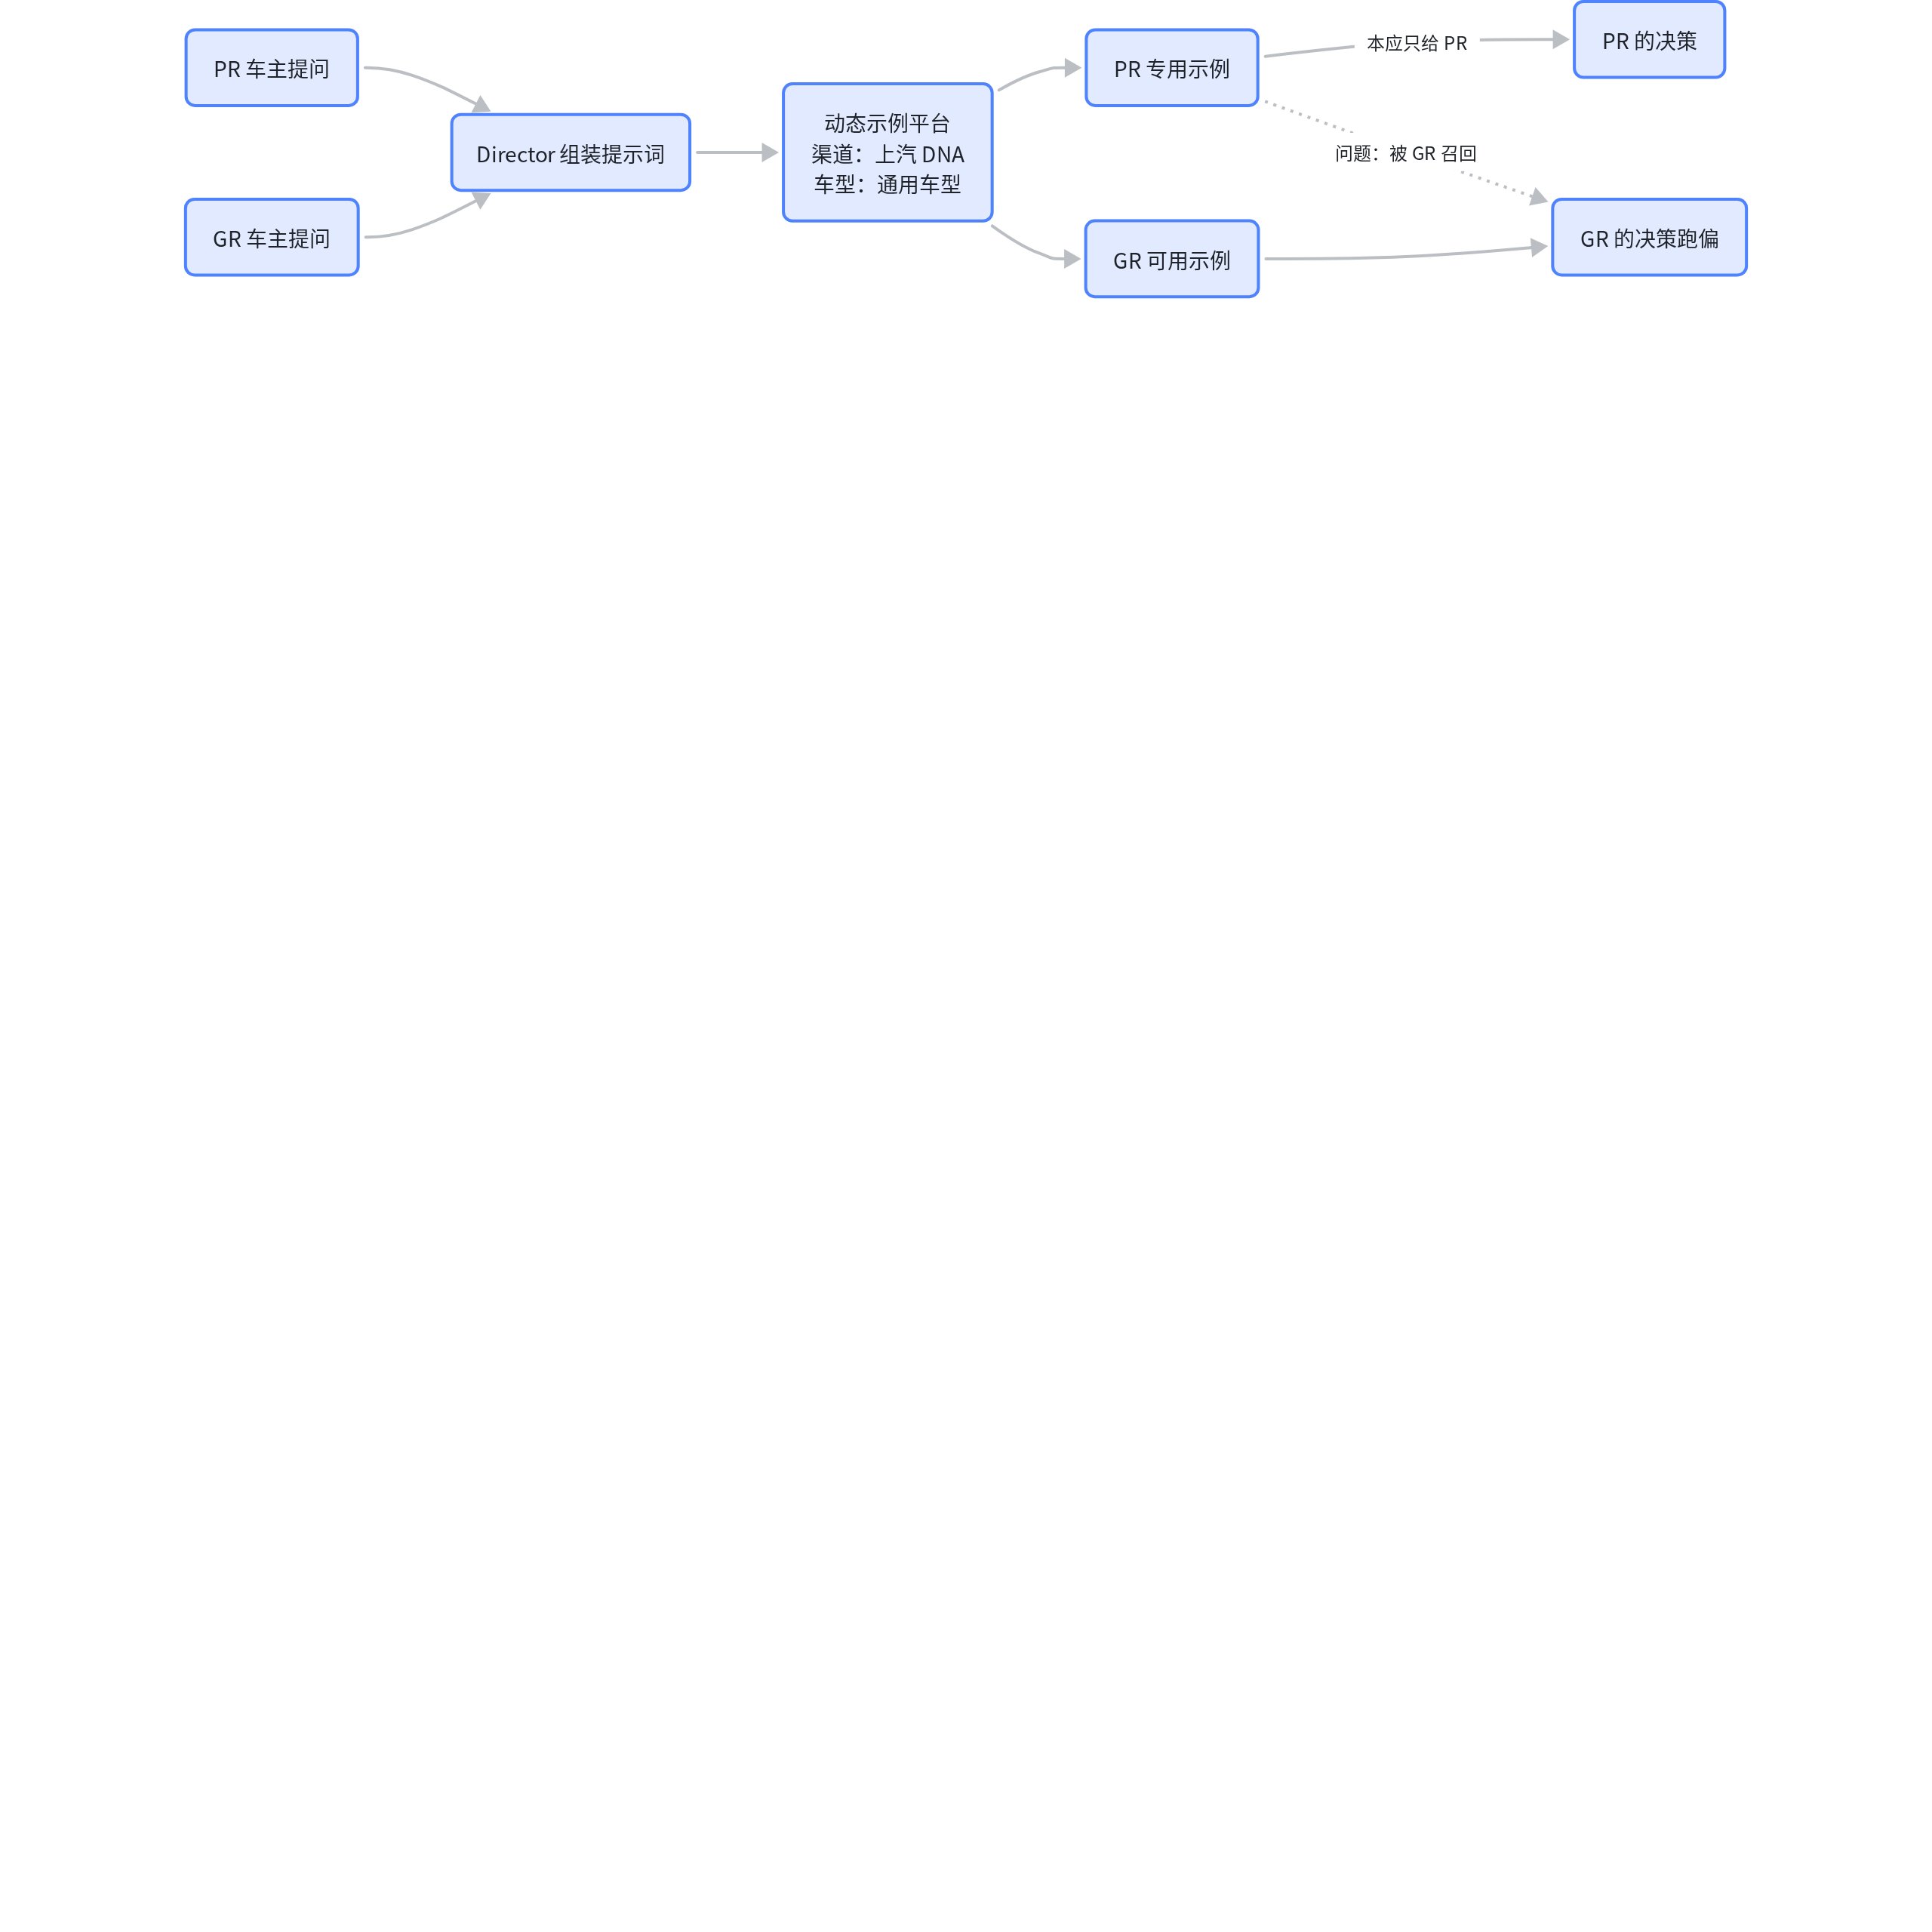 PR 车主提问
GR 车主提问
Director 组装提示词
动态示例平台
渠道：上汽 DNA
车型：通用车型
PR 专用示例
GR 可用示例
本应只给 PR
问题：被 GR 召回
PR 的决策
GR 的决策跑偏